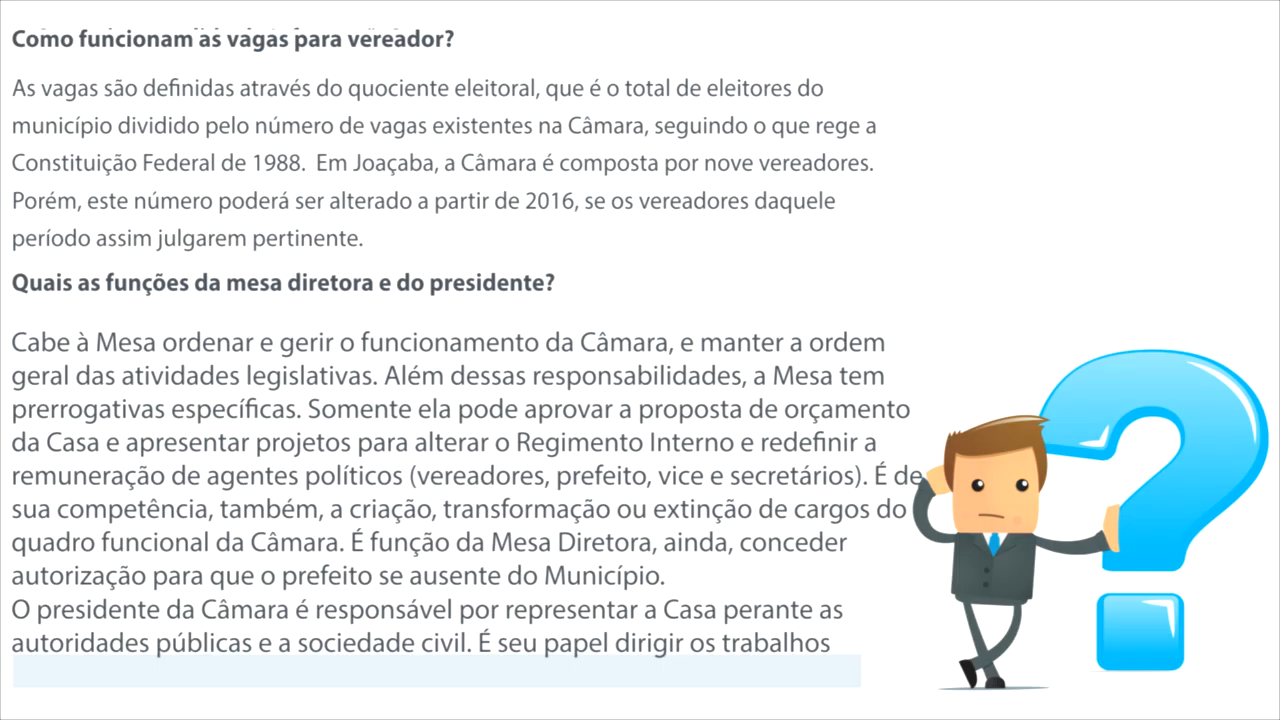 Como funcionam as vagas para vereador?
As vagas são definidas através do quociente eleitoral, que é o total de eleitores do
município dividido pelo número de vagas existentes na Câmara, seguindo o que rege a
Constituição Federal de 1988.  Em Joaçaba, a Câmara é composta por nove vereadores.
Porém, este número poderá ser alterado a partir de 2016, se os vereadores daquele
período assim julgarem pertinente.
Quais as funções da mesa diretora e do presidente?
Cabe à Mesa ordenar e gerir o funcionamento da Câmara, e manter a ordem
geral das atividades legislativas. Além dessas responsabilidades, a Mesa tem
prerrogativas específicas. Somente ela pode aprovar a proposta de orçamento
da Casa e apresentar projetos para alterar o Regimento Interno e redefinir a
remuneração de agentes políticos (vereadores, prefeito, vice e secretários). É de
sua competência, também, a criação, transformação ou extinção de cargos do
quadro funcional da Câmara. É função da Mesa Diretora, ainda, conceder
autorização para que o prefeito se ausente do Município.
O presidente da Câmara é responsável por representar a Casa perante as
autoridades públicas e a sociedade civil. É seu papel dirigir os trabalhos